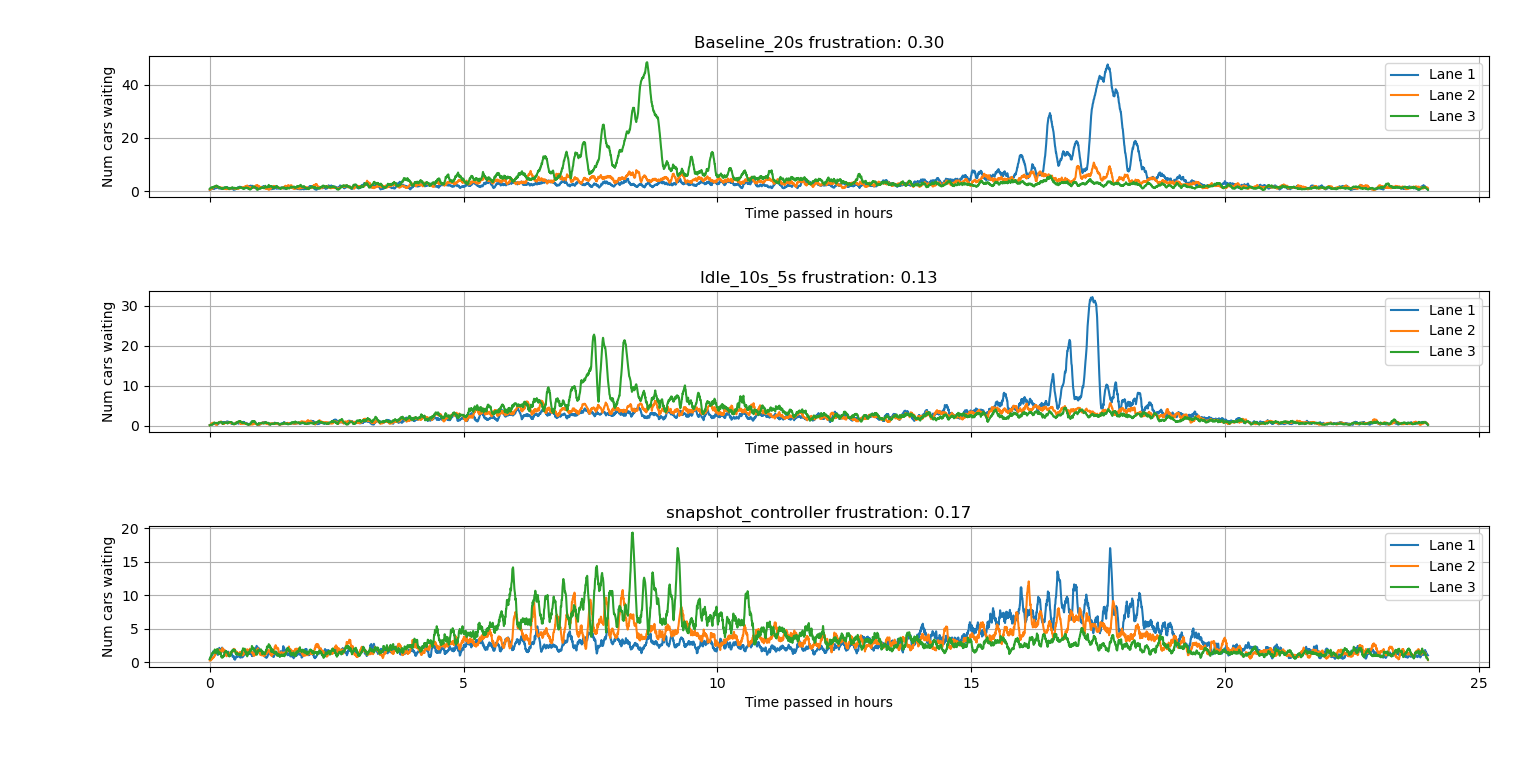 Baseline_20s frustration: 0.30
Num cars waiting
40
20
0
Lane 1
Lane 2
Lane 3
Time passed in hours
Idle_10s_5s frustration: 0.13
Num cars waiting
30
20
10
0
Lane 1
Lane 2
Lane 3
Time passed in hours
snapshot_controller frustration: 0.17
Num cars waiting
20
15
10
5
0
Lane 1
Lane 2
Lane 3
0 5 10 15 20 25
Time passed in hours